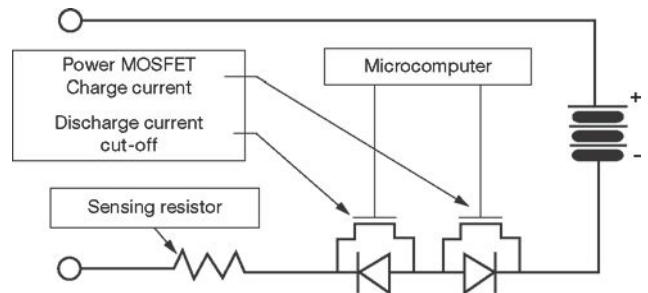 Power MOSFET
Charge current
Discharge current
cut-off
Microcomputer
+
–
Sensing resistor